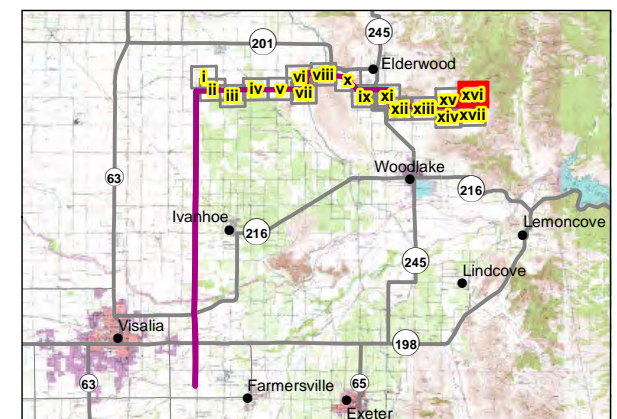 245
201
Elderwood
i
vi
viii
x
ii
iii
iv
v
vii
ix
xi
xv
xvi
xii
xiii
xiv
xvii
63
Woodlake
216
Ivanhoe
216
Lemoncove
245
Lindcove
Visalia
198
63
Farmersville
65
Exeter